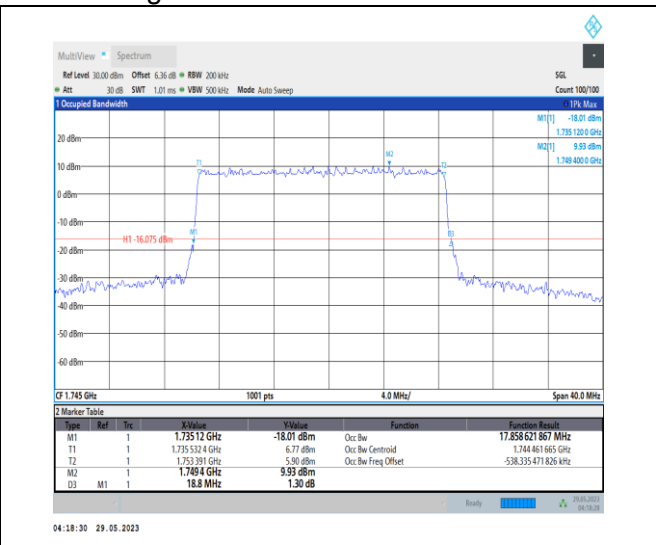 MultiView Spectrum
Ref Level 30.00 dBm Offset 6.36 dB RBW 200 kHz SGL
Att 30 dB SWT 1.01 ms VBW 500 kHz Mode Auto Sweep Count 100/100
1 Occupied Bandwidth 1Pk Max
M1[1] -18.01 dBm
1.735 120 0 GHz
M2[1] 9.93 dBm
1.749 400 0 GHz
20 dBm
M2
T1 T2
10 dBm
0 dBm
-10 dBm
M1 D3
H1 -16.075 dBm
-20 dBm
-30 dBm
-40 dBm
-50 dBm
-60 dBm
CF 1.745 GHz 1001 pts 4.0 MHz/ Span 40.0 MHz
2 Marker Table
Type Ref Trc X-Value Y-Value Function Function Result
M1 1 1.735 12 GHz -18.01 dBm Occ Bw 17.858 621 867 MHz
T1 1 1.735 532 4 GHz 6.77 dBm Occ Bw Centroid 1.744 461 665 GHz
T2 1 1.753 391 GHz 5.90 dBm Occ Bw Freq Offset -538.335 471 826 kHz
M2 1 1.749 4 GHz 9.93 dBm
D3 M1 1 18.8 MHz 1.30 dB
Ready 29.05.2023
04:18:28
04:18:30 29.05.2023